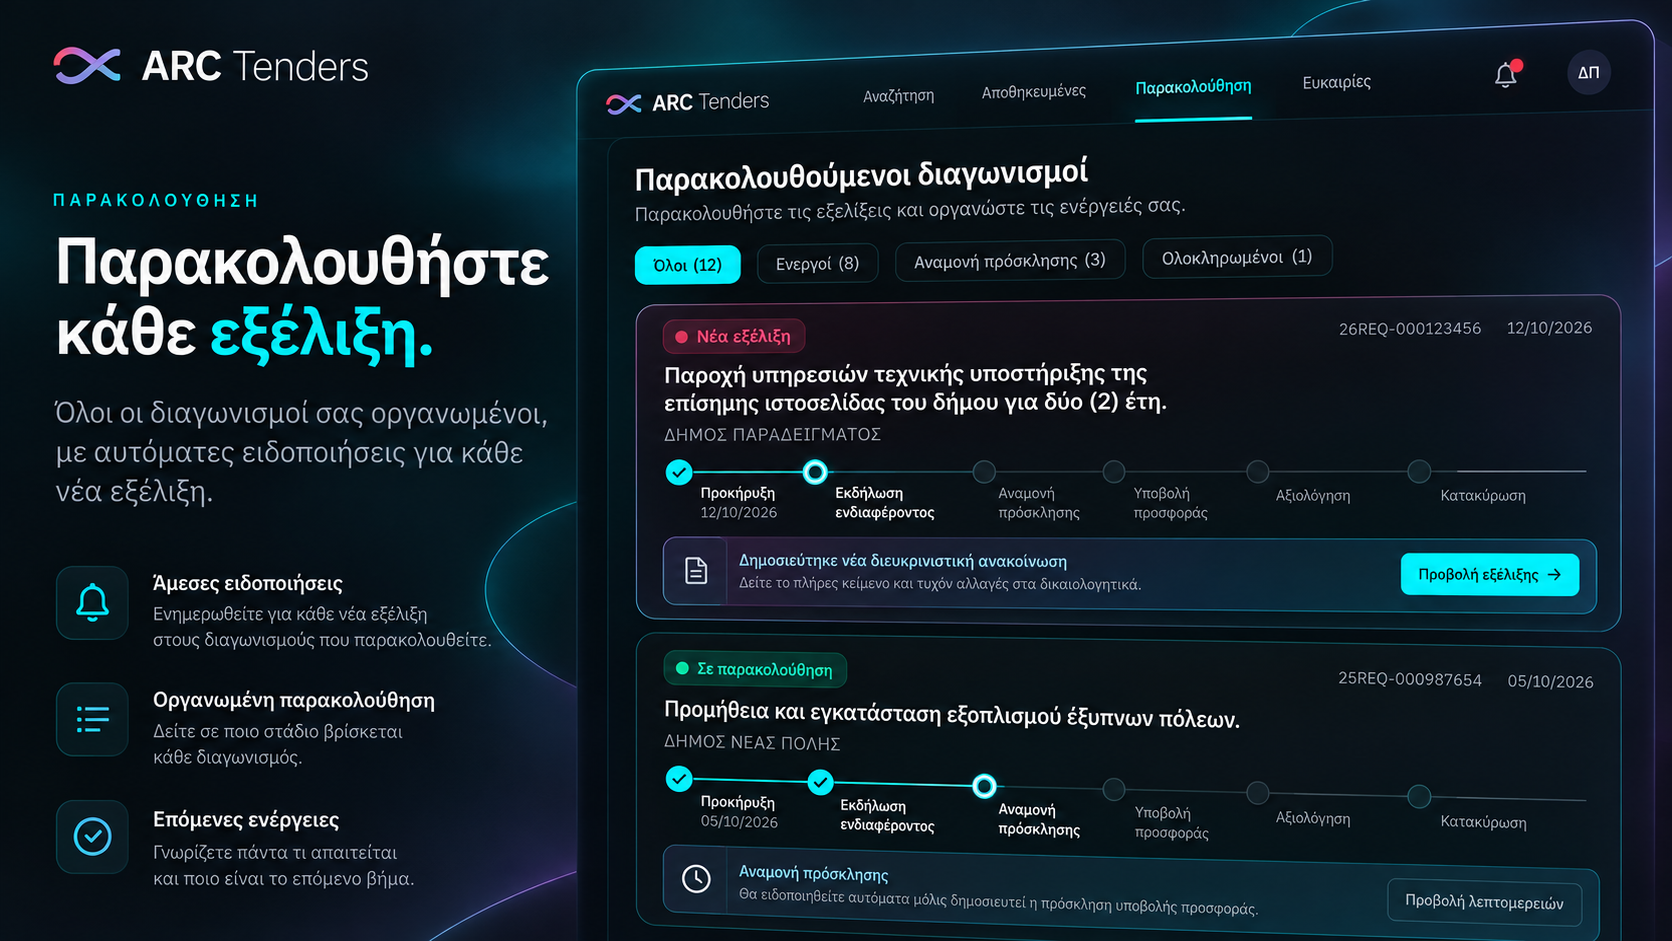 ARC Tenders
ΠΑΡΑΚΟΛΟΥΘΗΣΗ
Παρακολουθήστε
κάθε εξέλιξη.
Όλοι οι διαγωνισμοί σας οργανωμένοι,
με αυτόματες ειδοποιήσεις για κάθε
νέα εξέλιξη.
Άμεσες ειδοποιήσεις
Ενημερωθείτε για κάθε νέα εξέλιξη
στους διαγωνισμούς που παρακολουθείτε.
Οργανωμένη παρακολούθηση
Δείτε σε ποιο στάδιο βρίσκεται
κάθε διαγωνισμός.
Επόμενες ενέργειες
Γνωρίζετε πάντα τι απαιτείται
και ποιο είναι το επόμενο βήμα.
ARC Tenders
Αναζήτηση
Αποθηκευμένες
Παρακολούθηση
Ευκαιρίες
ΔΠ
Παρακολουθούμενοι διαγωνισμοί
Παρακολουθήστε τις εξελίξεις και οργανώστε τις ενέργειές σας.
Όλοι (12)
Ενεργοί (8)
Αναμονή πρόσκλησης (3)
Ολοκληρωμένοι (1)
Νέα εξέλιξη
26REQ-000123456 12/10/2026
Παροχή υπηρεσιών τεχνικής υποστήριξης της
επίσημης ιστοσελίδας του δήμου για δύο (2) έτη.
ΔΗΜΟΣ ΠΑΡΑΔΕΙΓΜΑΤΟΣ
Προκήρυξη
12/10/2026
Εκδήλωση
ενδιαφέροντος
Αναμονή
πρόσκλησης
Υποβολή
προσφοράς
Αξιολόγηση
Κατακύρωση
Δημοσιεύτηκε νέα διευκρινιστική ανακοίνωση
Δείτε το πλήρες κείμενο και τυχόν αλλαγές στα δικαιολογητικά.
Προβολή εξέλιξης →
Σε παρακολούθηση
25REQ-000987654 05/10/2026
Προμήθεια και εγκατάσταση εξοπλισμού έξυπνων πόλεων.
ΔΗΜΟΣ ΝΕΑΣ ΠΟΛΗΣ
Προκήρυξη
05/10/2026
Εκδήλωση
ενδιαφέροντος
Αναμονή
πρόσκλησης
Υποβολή
προσφοράς
Αξιολόγηση
Κατακύρωση
Αναμονή πρόσκλησης
Θα ειδοποιηθείτε αυτόματα μόλις δημοσιευτεί η πρόσκληση υποβολής προσφοράς.
Προβολή λεπτομερειών